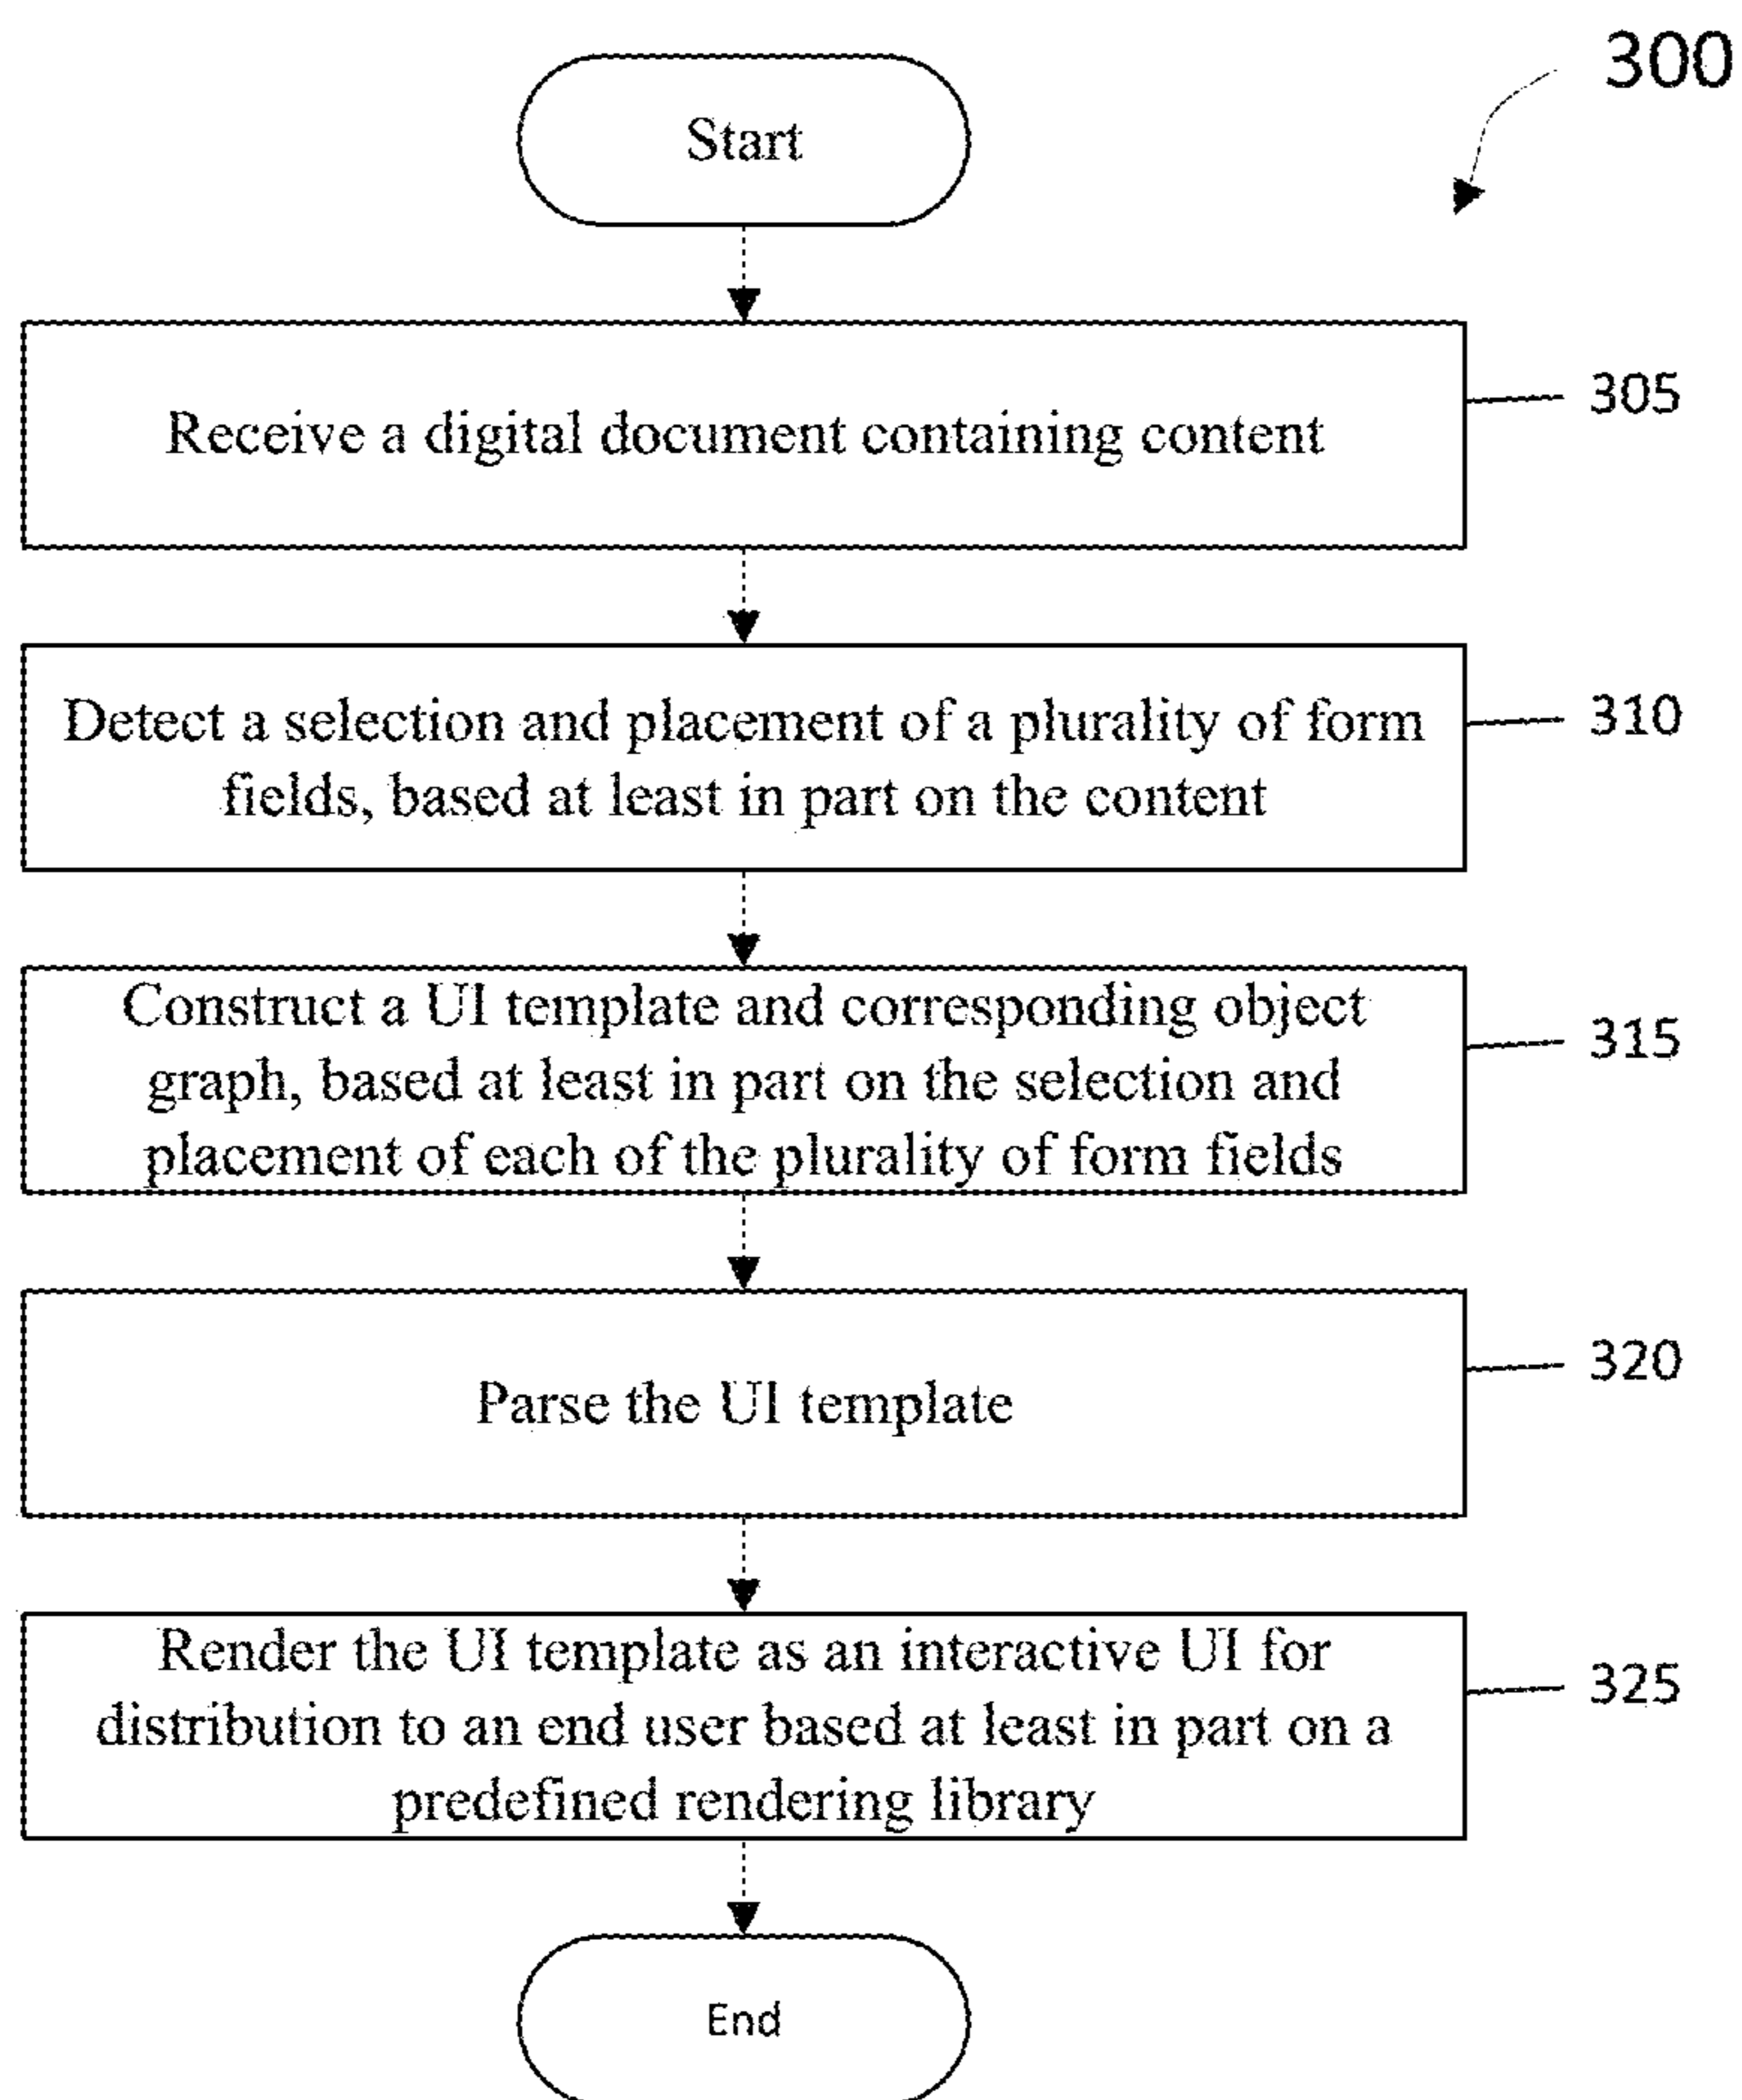 300
Start
Receive a digital document containing content
305
Detect a selection and placement of a plurality of form
fields, based at least in part on the content
310
Construct a UI template and corresponding object
graph, based at least in part on the selection and
placement of each of the plurality of form fields
315
Parse the UI template
320
Render the UI template as an interactive UI for
distribution to an end user based at least in part on a
predefined rendering library
325
End